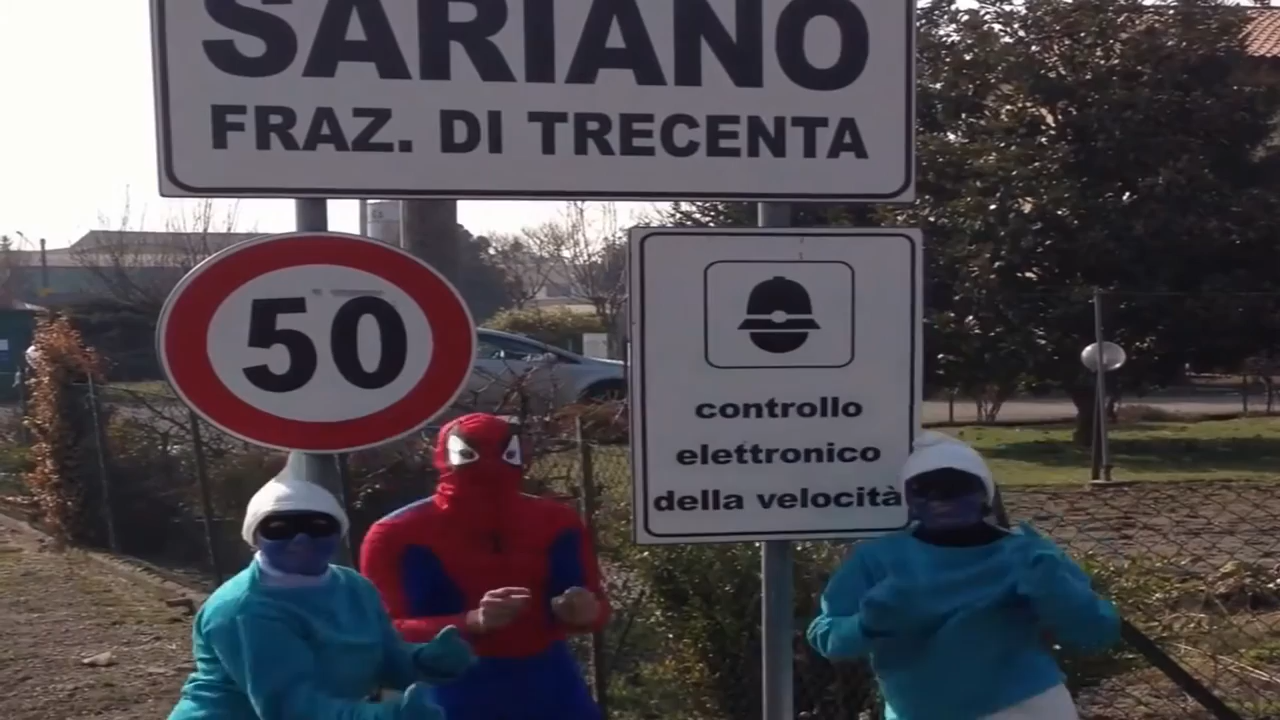 SARIANO
FRAZ. DI TRECENTA
50
controllo
elettronico
della velocità